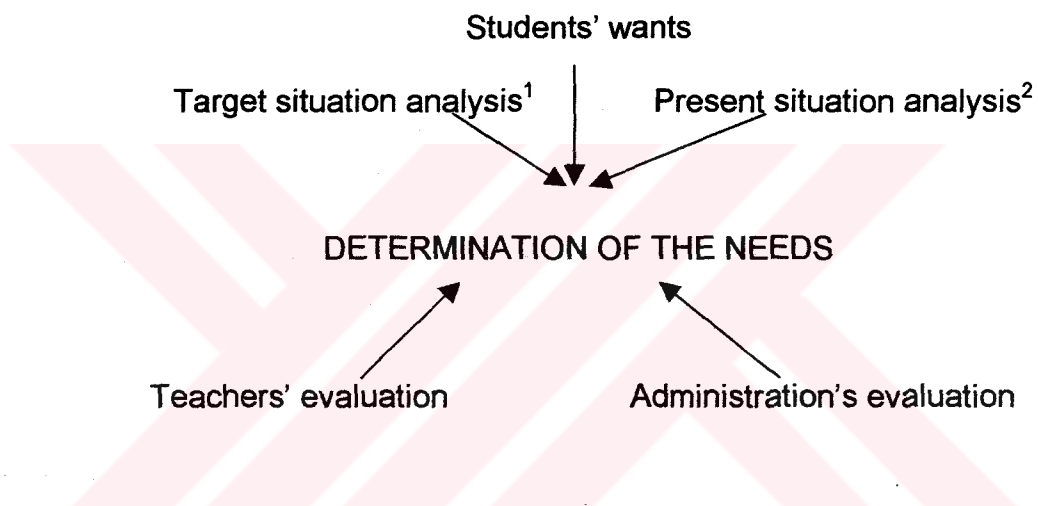 Students’ wants
Target situation analysis¹ Present situation analysis²
DETERMINATION OF THE NEEDS
Teachers’ evaluation Administration’s evaluation